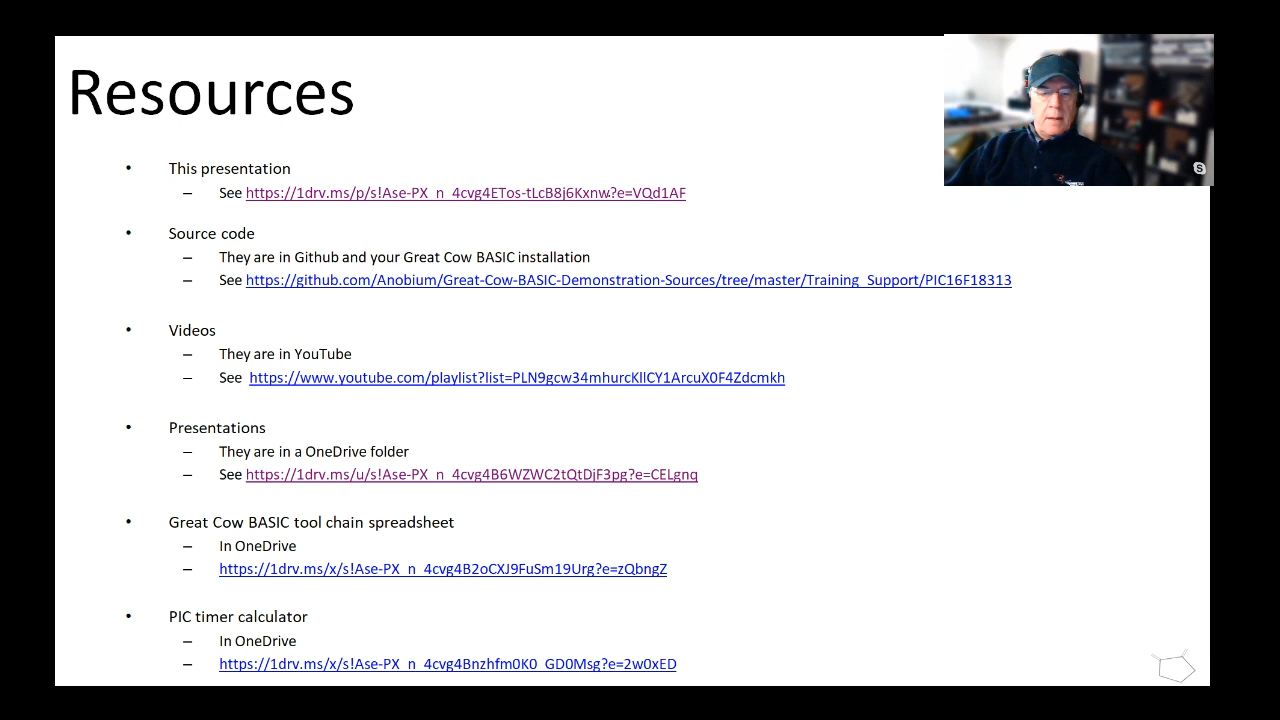 Resources
• This presentation
– See https://1drv.ms/p/s!Ase-PX_n_4cvg4ETos-tLcB8j6Kxnw?e=VQd1AF
• Source code
– They are in Github and your Great Cow BASIC installation
– See https://github.com/Anobium/Great-Cow-BASIC-Demonstration-Sources/tree/master/Training_Support/PIC16F18313
• Videos
– They are in YouTube
– See https://www.youtube.com/playlist?list=PLN9gcw34mhurcKllCY1ArcuX0F4Zdcmkh
• Presentations
– They are in a OneDrive folder
– See https://1drv.ms/u/s!Ase-PX_n_4cvg4B6WZWC2tQtDjF3pg?e=CELgnq
• Great Cow BASIC tool chain spreadsheet
– In OneDrive
– https://1drv.ms/x/s!Ase-PX_n_4cvg4B2oCXJ9FuSm19Urg?e=zQbngZ
• PIC timer calculator
– In OneDrive
– https://1drv.ms/x/s!Ase-PX_n_4cvg4Bnzhfm0K0_GD0Msg?e=2w0xED